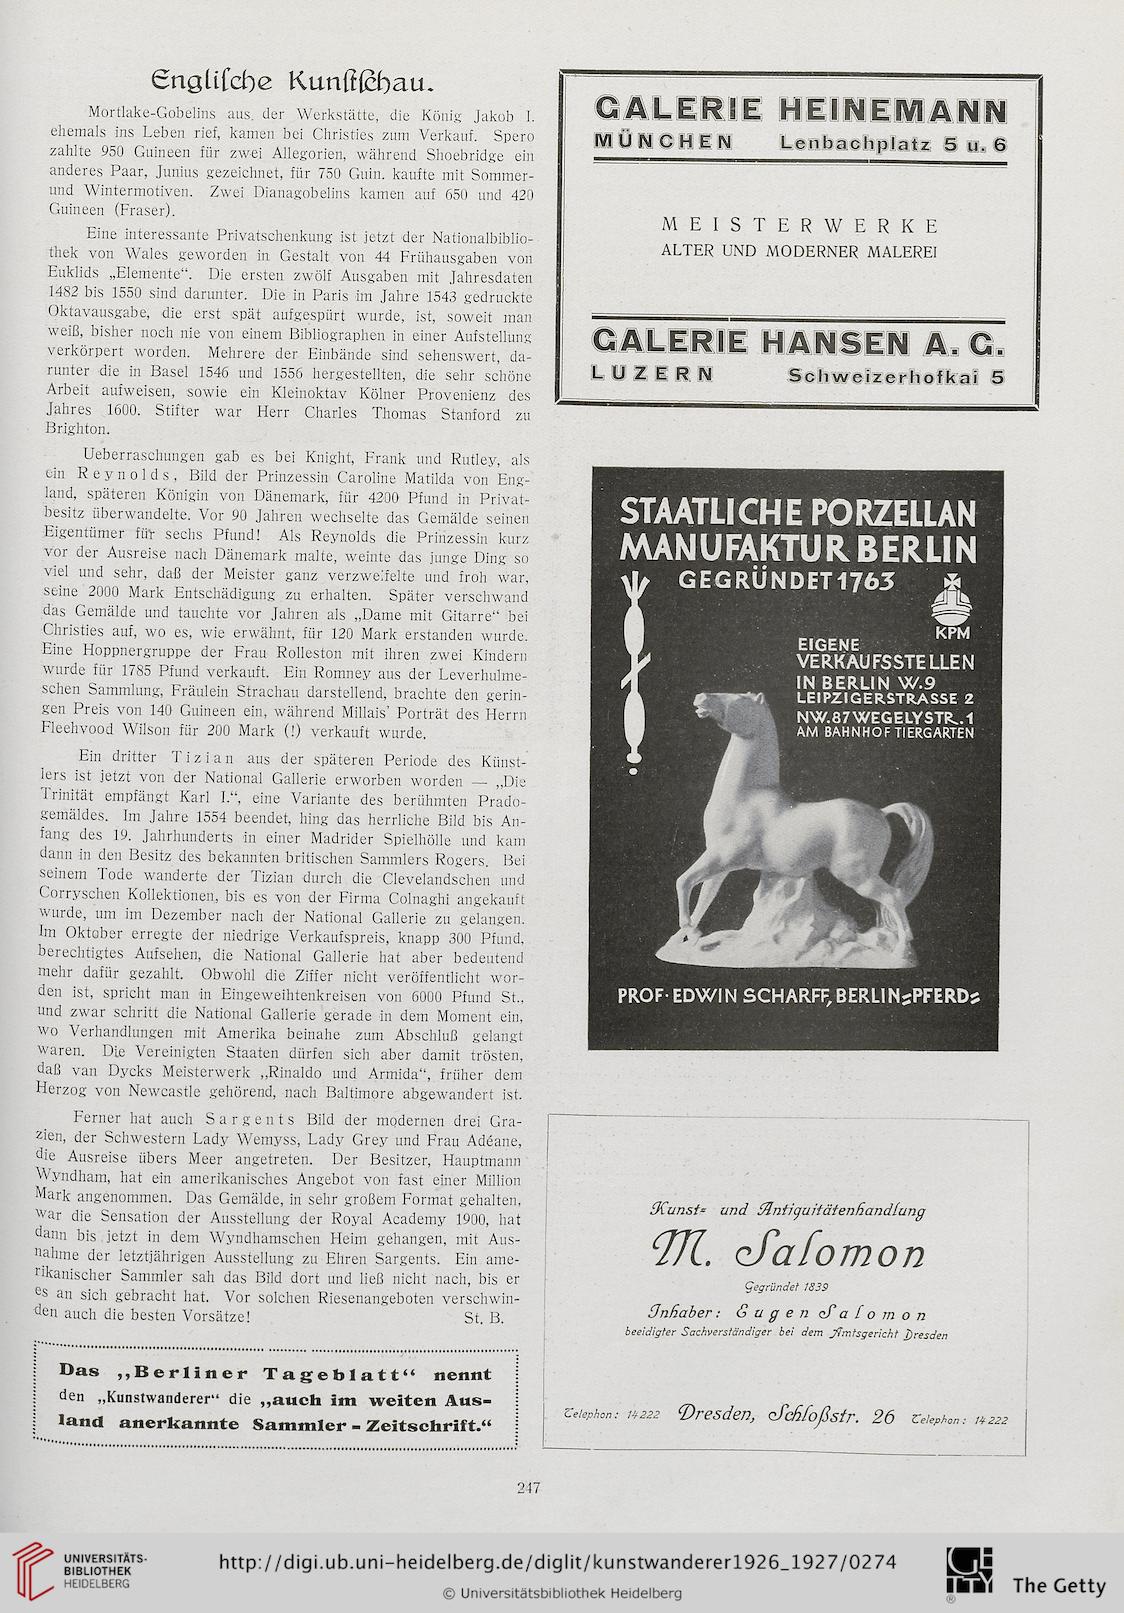 Englische Kunstschau.
Mortlake-Gobelins aus der Werkstätte, die König Jakob I.
ehemals ins Leben rief, kamen bei Christies zum Verkauf. Spero
zahlte 950 Guineen für zwei Allegorien, während Shoebridge ein
anderes Paar, Junius gezeichnet, für 750 Guin. kaufte mit Sommer-
und Wintermotiven. Zwei Dianagobelins kamen auf 650 und 420
Guineen (Fraser).
Eine interessante Privatschenkung ist jetzt der Nationalbiblio-
thek von Wales geworden in Gestalt von 44 Frühausgaben von
Euklids „Elemente“. Die ersten zwölf Ausgaben mit Jahresdaten
1482 bis 1550 sind darunter. Die in Paris im Jahre 1543 gedruckte
Oktavausgabe, die erst spät aufgespürt wurde, ist, soweit man
weiß, bisher noch nie von einem Bibliographen in einer Aufstellung
verkörpert worden. Mehrere der Einbände sind sehenswert, da-
runter die in Basel 1546 und 1556 hergestellten, die sehr schöne
Arbeit aufweisen, sowie ein Kleinoktav Kölner Provenienz des
Jahres 1600. Stifter war Herr Charles Thomas Stanford zu
Brighton.
Ueberraschungen gab es bei Knight, Frank und Rutley, als
ein Reynolds, Bild der Prinzessin Caroline Matilda von Eng-
land, späteren Königin von Dänemark, für 4200 Pfund in Privat-
besitz überwandelte. Vor 90 Jahren wechselte das Gemälde seinen
Eigentümer für sechs Pfund! Als Reynolds die Prinzessin kurz
vor der Ausreise nach Dänemark malte, weinte das junge Ding so
viel und sehr, daß der Meister ganz verzweifelte und froh war,
seine 2000 Mark Entschädigung zu erhalten. Später verschwand
das Gemälde und tauchte vor Jahren als „Dame mit Gitarre“ bei
Christies auf, wo es, wie erwähnt, für 120 Mark erstanden wurde.
Eine Hoppnergruppe der Frau Rolleston mit ihren zwei Kindern
wurde für 1785 Pfund verkauft. Ein Romney aus der Leverhulme-
schen Sammlung, Fräulein Strachau darstellend, brachte den gerin-
gen Preis von 140 Guineen ein, während Millais’ Porträt des Herrn
Fleehvood Wilson für 200 Mark (!) verkauft wurde.
Ein dritter Tizian aus der späteren Periode des Künst-
lers ist jetzt von der National Gallerie erworben worden — „Die
Trinität empfängt Karl I.“, eine Variante des berühmten Prado-
gemäldes. Im Jahre 1554 beendet, hing das herrliche Bild bis An-
fang des 19. Jahrhunderts in einer Madrider Spielhölle und kam
dann in den Besitz des bekannten britischen Sammlers Rogers. Bei
seinem Tode wanderte der Tizian durch die Clevelandschen und
Corryschen Kollektionen, bis es von der Firma Colnaghi angekauft
wurde, um im Dezember nach der National Gallerie zu gelangen.
Im Oktober erregte der niedrige Verkaufspreis, knapp 300 Pfund,
berechtigtes Aufsehen, die National Gallerie hat aber bedeutend
mehr dafür gezahlt. Obwohl die Ziffer nicht veröffentlicht wor-
den ist, spricht man in Eingeweihtenkreisen von 6000 Pfund St.,
und zwar schritt die National Gallerie gerade in dem Moment ein,
wo Verhandlungen mit Amerika beinahe zum Abschluß gelangt
waren. Die Vereinigten Staaten dürfen sich aber damit trösten,
daß van Dycks Meisterwerk „Rinaldo und Armida“, früher dem
Herzog von Newcastle gehörend, nach Baltimore abgewandert ist.
Ferner hat auch Sargents Bild der modernen drei Gra-
zien, der Schwestern Lady Wemyss, Lady Grey und Frau Adéane,
die Ausreise übers Meer angetreten. Der Besitzer, Hauptmann
Wyndham, hat ein amerikanisches Angebot von fast einer Million
Mark angenommen. Das Gemälde, in sehr großem Format gehalten,
war die Sensation der Ausstellung der Royal Academy 1900, hat
dann bis jetzt in dem Wyndhamschen Heim gehangen, mit Aus-
nahme der letztjährigen Ausstellung zu Ehren Sargents. Ein ame-
rikanischer Sammler sah das Bild dort und ließ nicht nach, bis er
es an sich gebracht hat. Vor solchen Riesenangeboten verschwin-
den auch die besten Vorsätze! St. B.
Das „Berliner Tageblatt“ nennt
den „Kunstwanderer“ die „auch im weiten Aus-
land anerkannte Sammler-Zeitschrift.“
GALERIE HEINEMANN
MÜNCHEN Lenbachplatz 5 u. 6
MEISTERWERKE
ALTER UND MODERNER MALEREI
GALERIE HANSEN A. G.
LUZERN Schweizerhofkai 5
STAATLICHE PORZELLAN
MANUFAKTUR BERLIN
GEGRÜNDET 1763
KPM
EIGENE
VERKAUFSSTELLEN
IN BERLIN W.9
LEIPZIGERSTRASSE 2
NW.87 WEGELYSTR.1
AM BAHNHOF TIERGARTEN
PROF. EDWIN SCHARFF, BERLIN „PFERD“
Kunst- und Antiquitätenhandlung
M. Salomon
Gegründet 1839
Inhaber: Eugen Salomon
beeidigter Sachverständiger bei dem Amtsgericht Dresden
Telephon: 14222 Dresden, Schloßstr. 26 Telephon: 14222
247
UNIVERSITÄTS-
BIBLIOTHEK
HEIDELBERG
http://digi.ub.uni-heidelberg.de/diglit/kunstwanderer1926_1927/0274
© Universitätsbibliothek Heidelberg
GETTY
®
The Getty